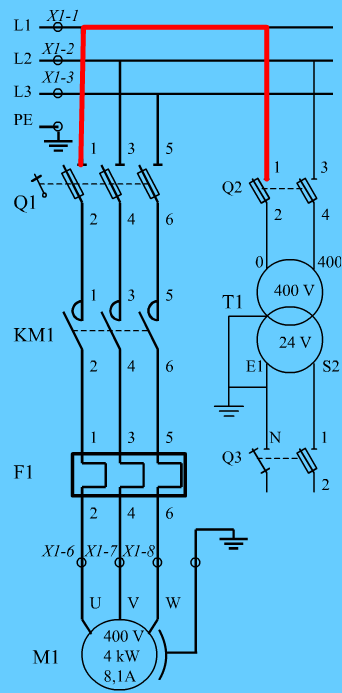 L1 X1-1
L2 X1-2
L3 X1-3
PE
1 3 5 1 3
Q1 Q2
2 4 6 2 4
0 400
400 V
T1
1 3 5
KM1 24 V
2 4 6 E1 S2
1 3 5 N 1
F1 Q3
2 4 6 2
X1-6 X1-7 X1-8
U V W
400 V
M1 4 kW
8,1A